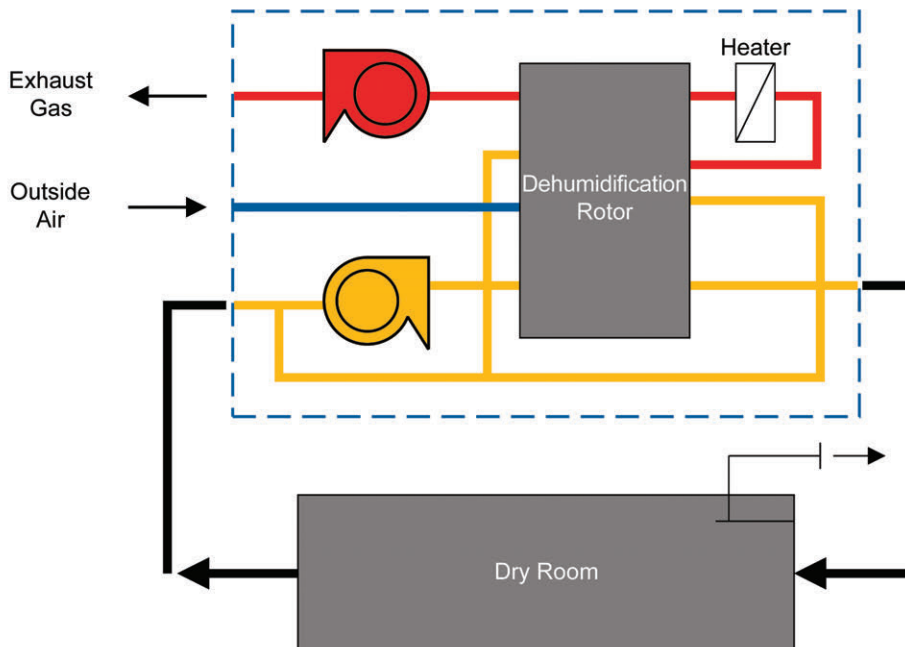 Heater
Exhaust
Gas
Dehumidification
Rotor
Outside
Air
Dry Room